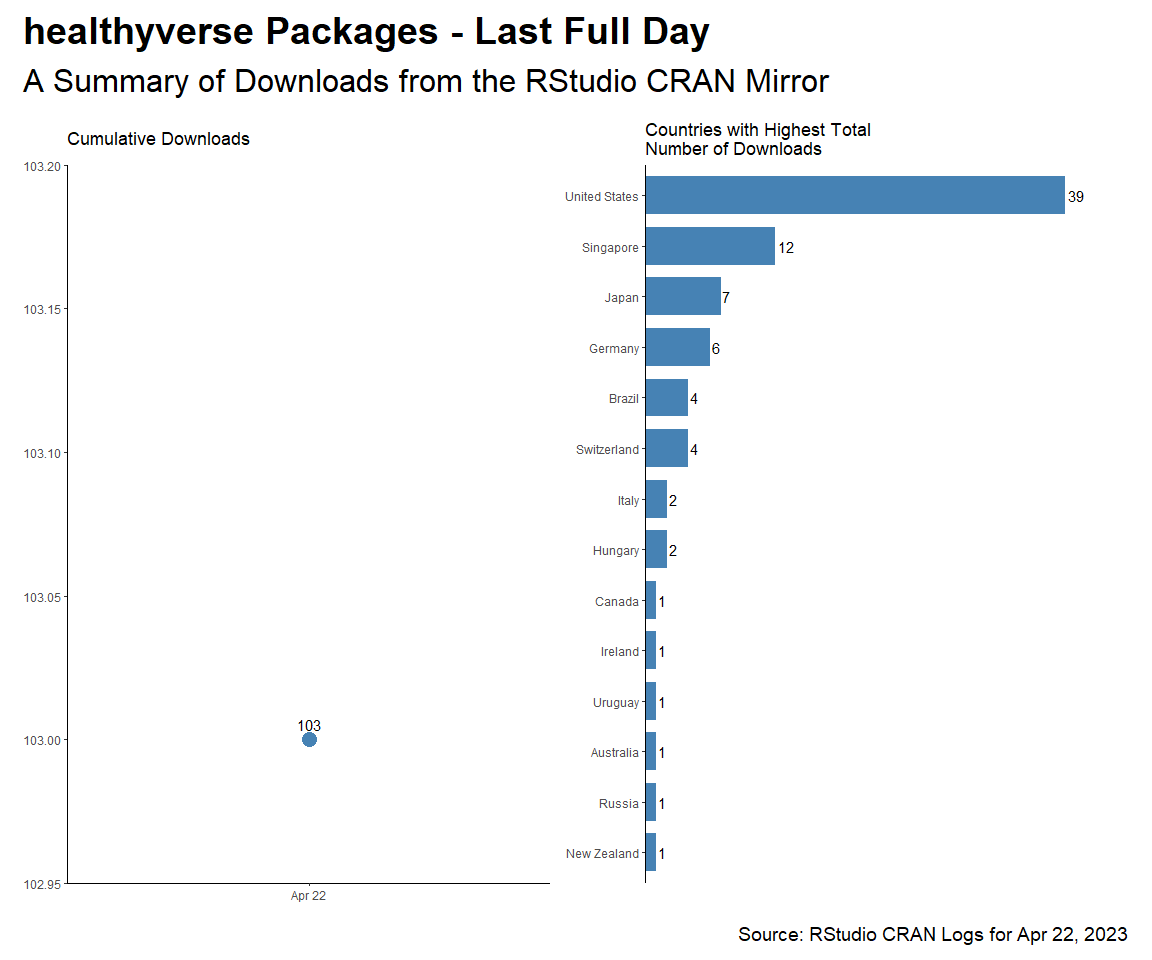 healthyverse Packages - Last Full Day
A Summary of Downloads from the RStudio CRAN Mirror
Cumulative Downloads
103.20
103.15
103.10
103.05
103.00
102.95
103
Apr 22
Countries with Highest Total
Number of Downloads
United States 39
Singapore 12
Japan 7
Germany 6
Brazil 4
Switzerland 4
Italy 2
Hungary 2
Canada 1
Ireland 1
Uruguay 1
Australia 1
Russia 1
New Zealand 1
Source: RStudio CRAN Logs for Apr 22, 2023